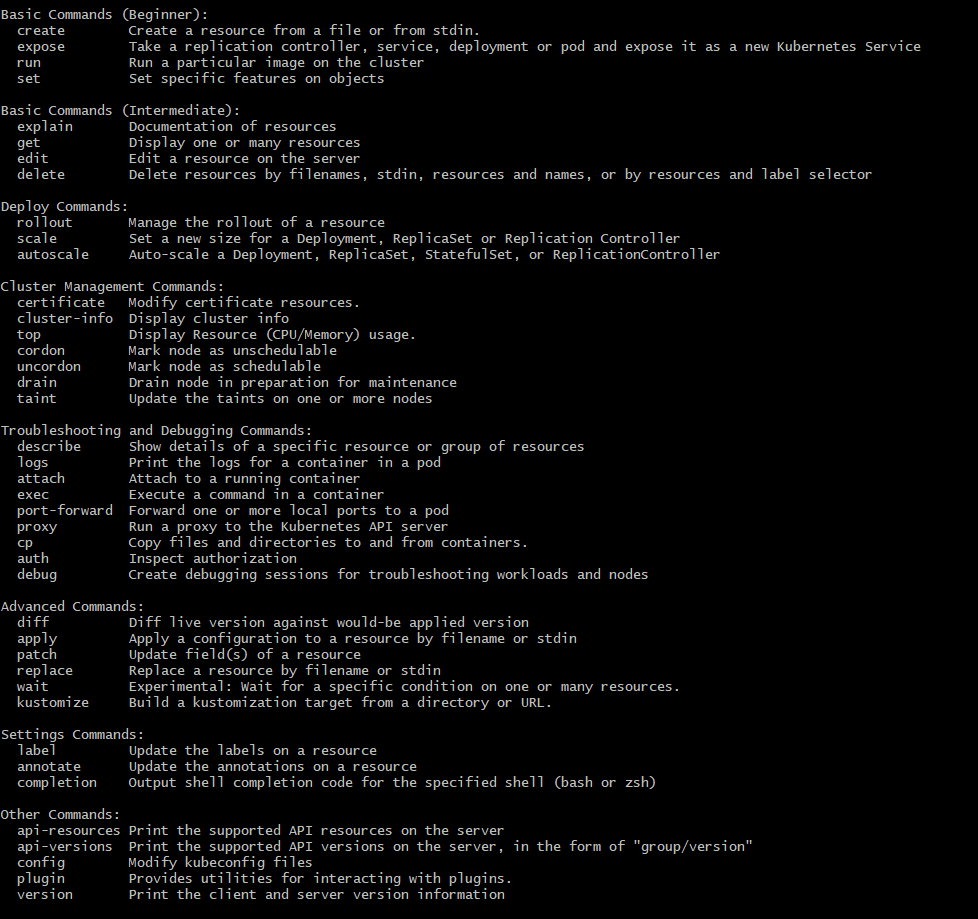 Basic Commands (Beginner):
  create        Create a resource from a file or from stdin.
  expose        Take a replication controller, service, deployment or pod and expose it as a new Kubernetes Service
  run           Run a particular image on the cluster
  set           Set specific features on objects

Basic Commands (Intermediate):
  explain       Documentation of resources
  get           Display one or many resources
  edit          Edit a resource on the server
  delete        Delete resources by filenames, stdin, resources and names, or by resources and label selector

Deploy Commands:
  rollout       Manage the rollout of a resource
  scale         Set a new size for a Deployment, ReplicaSet or Replication Controller
  autoscale     Auto-scale a Deployment, ReplicaSet, StatefulSet, or ReplicationController

Cluster Management Commands:
  certificate   Modify certificate resources.
  cluster-info  Display cluster info
  top           Display Resource (CPU/Memory) usage.
  cordon        Mark node as unschedulable
  uncordon      Mark node as schedulable
  drain         Drain node in preparation for maintenance
  taint         Update the taints on one or more nodes

Troubleshooting and Debugging Commands:
  describe      Show details of a specific resource or group of resources
  logs          Print the logs for a container in a pod
  attach        Attach to a running container
  exec          Execute a command in a container
  port-forward  Forward one or more local ports to a pod
  proxy         Run a proxy to the Kubernetes API server
  cp            Copy files and directories to and from containers.
  auth          Inspect authorization
  debug         Create debugging sessions for troubleshooting workloads and nodes

Advanced Commands:
  diff          Diff live version against would-be applied version
  apply         Apply a configuration to a resource by filename or stdin
  patch         Update field(s) of a resource
  replace       Replace a resource by filename or stdin
  wait          Experimental: Wait for a specific condition on one or many resources.
  kustomize     Build a kustomization target from a directory or URL.

Settings Commands:
  label         Update the labels on a resource
  annotate      Update the annotations on a resource
  completion    Output shell completion code for the specified shell (bash or zsh)

Other Commands:
  api-resources Print the supported API resources on the server
  api-versions  Print the supported API versions on the server, in the form of "group/version"
  config        Modify kubeconfig files
  plugin        Provides utilities for interacting with plugins.
  version       Print the client and server version information